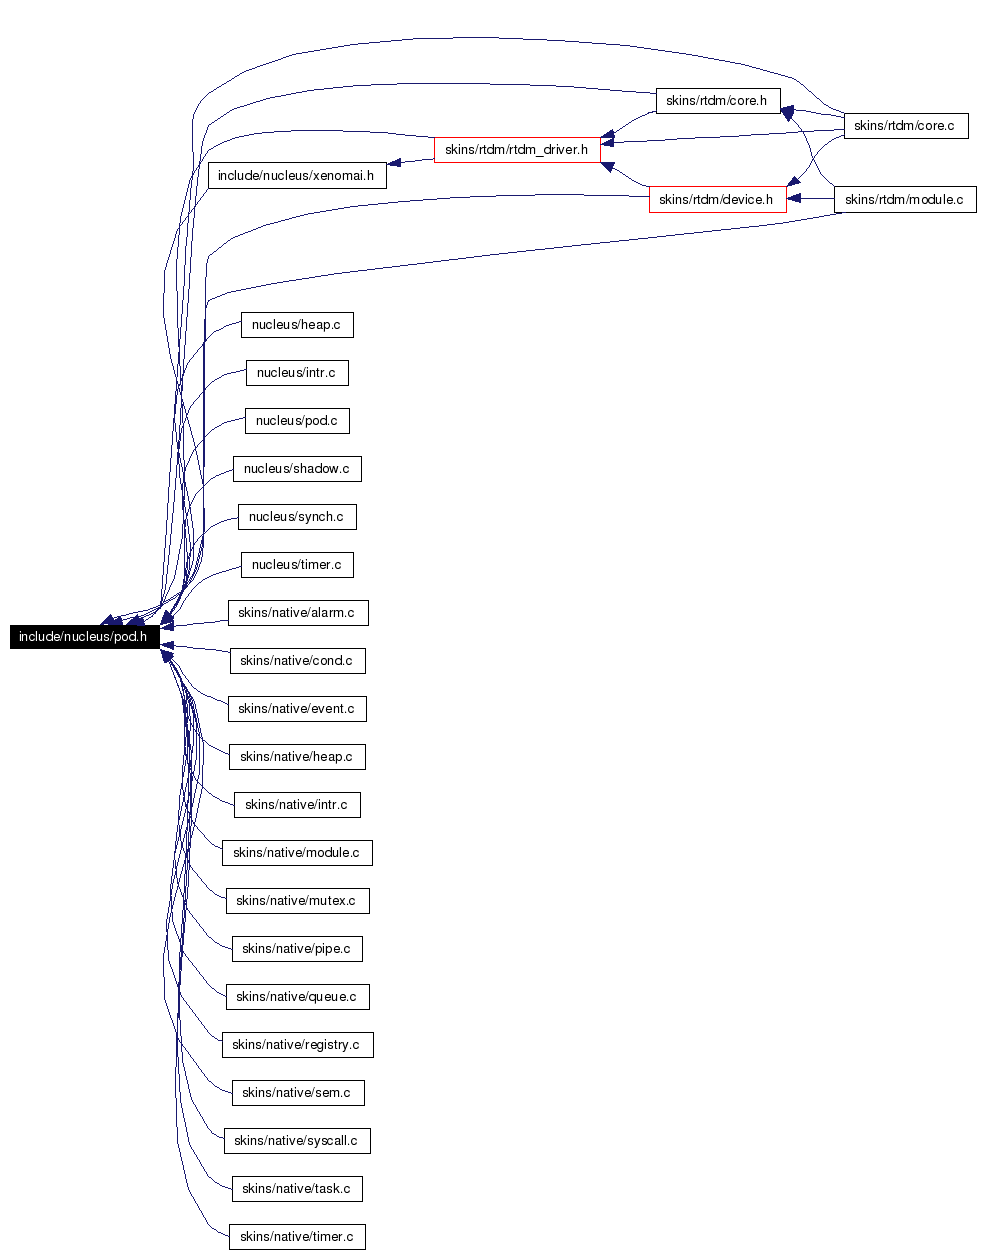 skins/rtdm/core.h
skins/rtdm/core.c
skins/rtdm/rtdm_driver.h
include/nucleus/xenomai.h
skins/rtdm/device.h
skins/rtdm/module.c
nucleus/heap.c
nucleus/intr.c
nucleus/pod.c
nucleus/shadow.c
nucleus/synch.c
nucleus/timer.c
skins/native/alarm.c
include/nucleus/pod.h
skins/native/cond.c
skins/native/event.c
skins/native/heap.c
skins/native/intr.c
skins/native/module.c
skins/native/mutex.c
skins/native/pipe.c
skins/native/queue.c
skins/native/registry.c
skins/native/sem.c
skins/native/syscall.c
skins/native/task.c
skins/native/timer.c